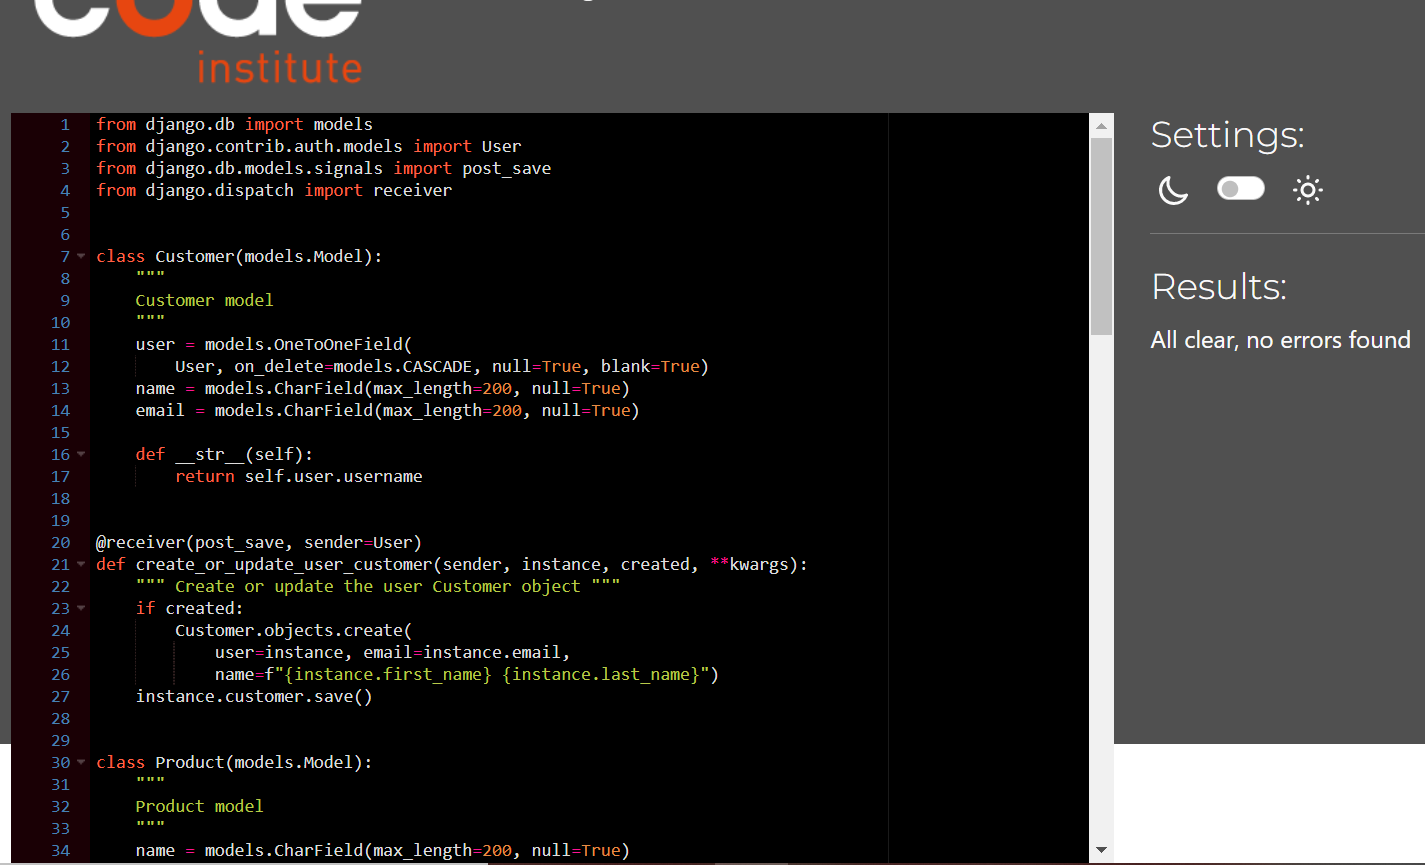 code
institute
1 from django.db import models
2 from django.contrib.auth.models import User
3 from django.db.models.signals import post_save
4 from django.dispatch import receiver
5
6
7 class Customer(models.Model):
8     """
9     Customer model
10     """
11     user = models.OneToOneField(
12         User, on_delete=models.CASCADE, null=True, blank=True)
13     name = models.CharField(max_length=200, null=True)
14     email = models.CharField(max_length=200, null=True)
15
16     def __str__(self):
17         return self.user.username
18
19
20 @receiver(post_save, sender=User)
21 def create_or_update_user_customer(sender, instance, created, **kwargs):
22     """ Create or update the user Customer object """
23     if created:
24         Customer.objects.create(
25             user=instance, email=instance.email,
26             name=f"{instance.first_name} {instance.last_name}")
27     instance.customer.save()
28
29
30 class Product(models.Model):
31     """
32     Product model
33     """
34     name = models.CharField(max_length=200, null=True)
Settings:
Results:
All clear, no errors found